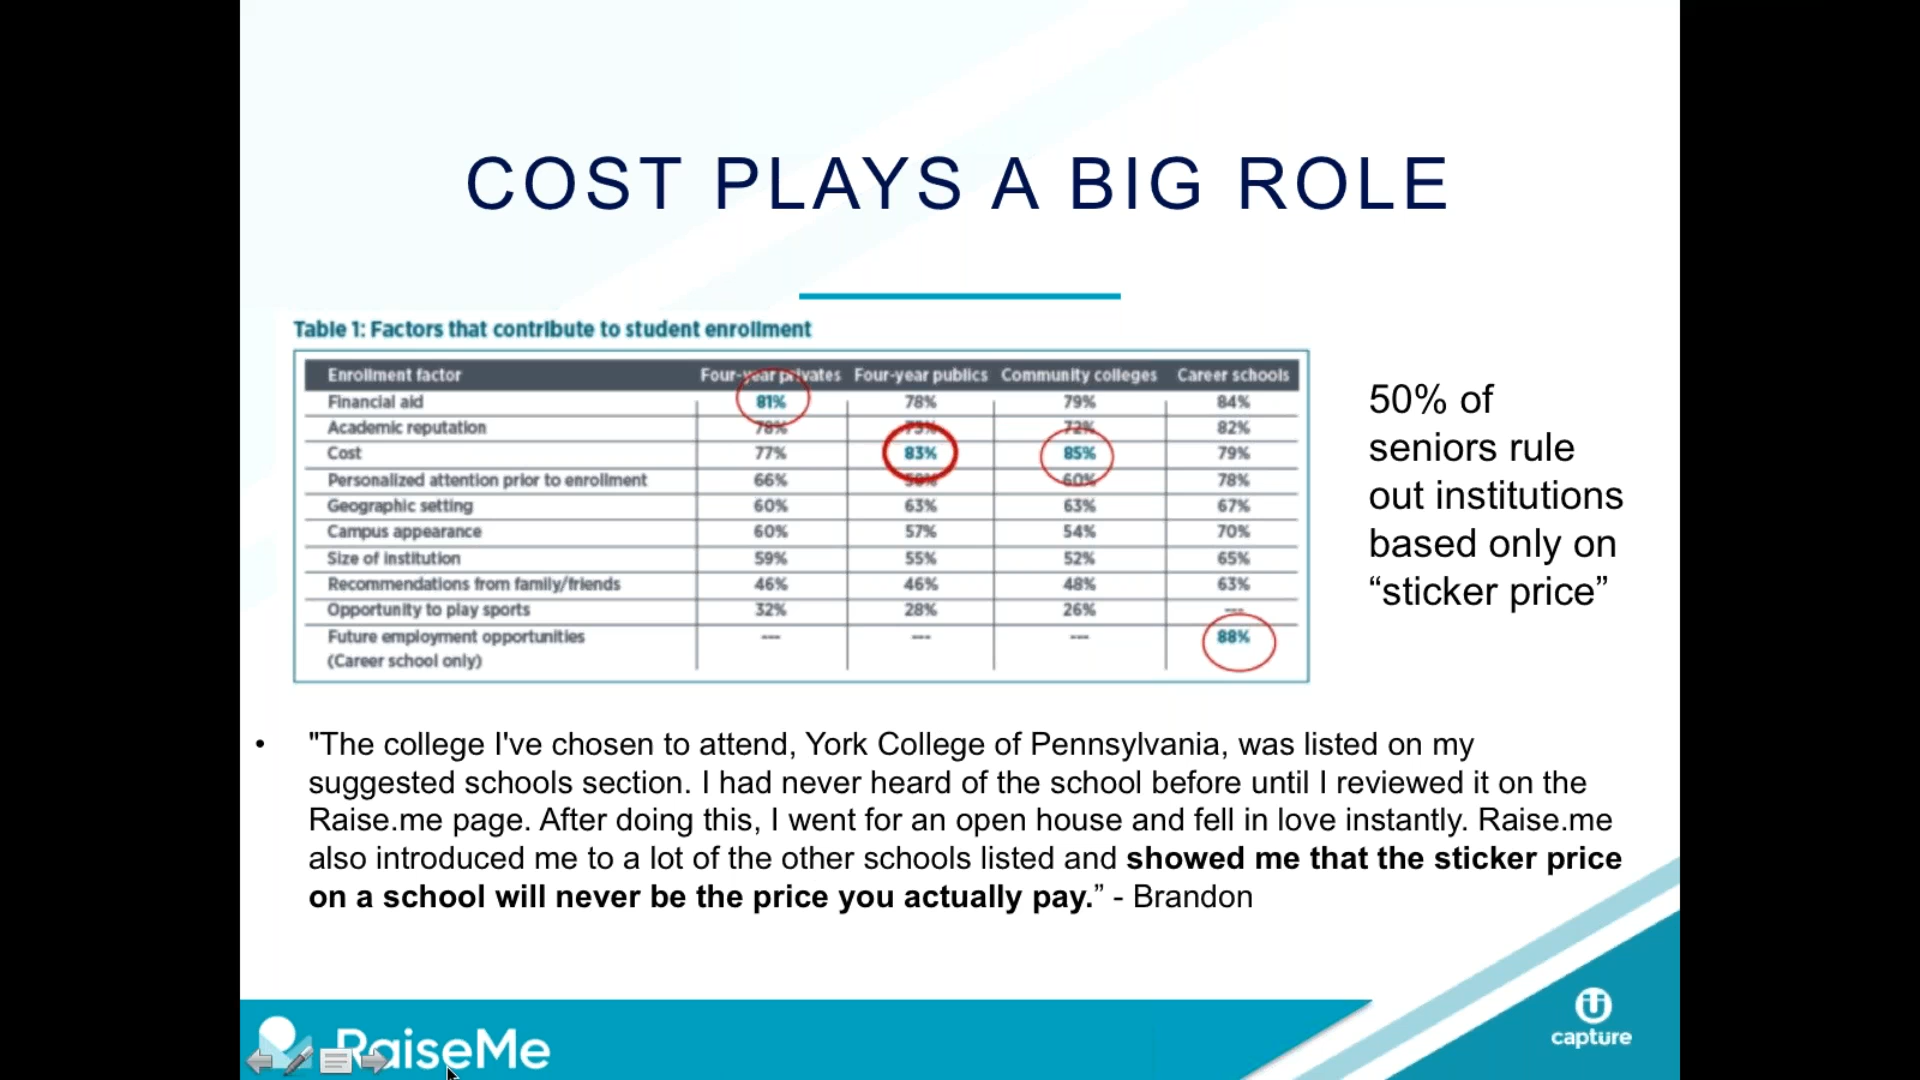 COST PLAYS A BIG ROLE
Table 1: Factors that contribute to student enrollment
Enrollment factor Four-year privates Four-year publics Community colleges Career schools
Financial aid 81% 78% 79% 84%
Academic reputation 78% 73% 72% 82%
Cost 77% 83% 85% 79%
Personalized attention prior to enrollment 66% 60% 78%
Geographic setting 60% 63% 63% 67%
Campus appearance 60% 57% 54% 70%
Size of institution 59% 55% 52% 65%
Recommendations from family/friends 46% 46% 48% 63%
Opportunity to play sports 32% 28% 26% ---
Future employment opportunities --- --- --- 88%
(Career school only)
50% of
seniors rule
out institutions
based only on
“sticker price”
• "The college I've chosen to attend, York College of Pennsylvania, was listed on my
suggested schools section. I had never heard of the school before until I reviewed it on the
Raise.me page. After doing this, I went for an open house and fell in love instantly. Raise.me
also introduced me to a lot of the other schools listed and showed me that the sticker price
on a school will never be the price you actually pay.” - Brandon
RaiseMe
capture